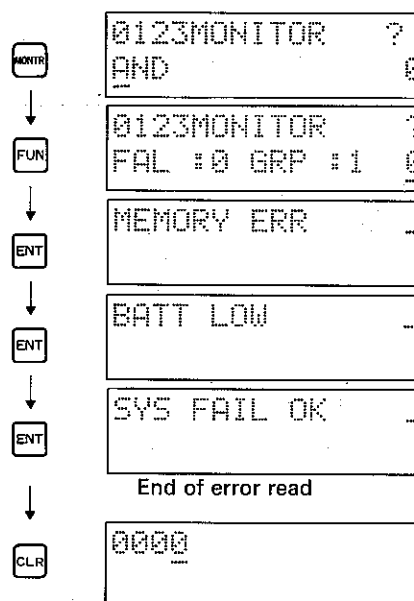 MONTR
0123MONITOR ?
AND
FUN
0123MONITOR
FAL :0 GRP :1
ENT
MEMORY ERR
ENT
BATT LOW
ENT
SYS FAIL OK
End of error read
CLR
0000